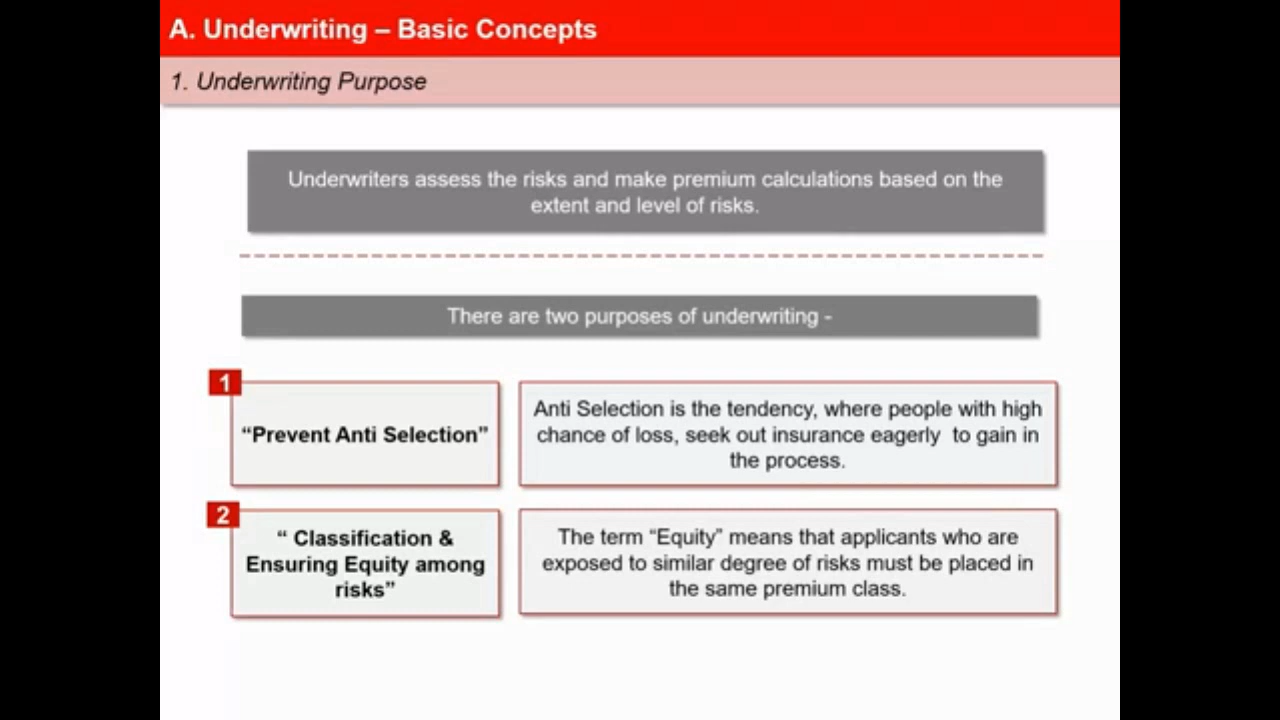 A. Underwriting – Basic Concepts
1. Underwriting Purpose
Underwriters assess the risks and make premium calculations based on the
extent and level of risks.
There are two purposes of underwriting -
1
“Prevent Anti Selection”
Anti Selection is the tendency, where people with high
chance of loss, seek out insurance eagerly  to gain in
the process.
2
“ Classification &
Ensuring Equity among
risks”
The term “Equity” means that applicants who are
exposed to similar degree of risks must be placed in
the same premium class.